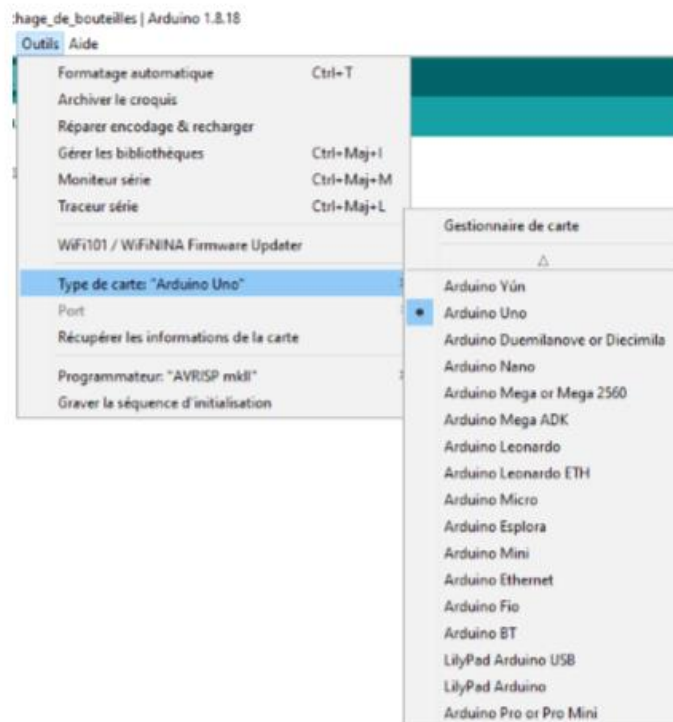 hage_de_bouteilles | Arduino 1.8.18
Outils Aide
Formatage automatique Ctrl+T
Archiver le croquis
Réparer encodage & recharger
Gérer les bibliothèques Ctrl+Maj+I
Moniteur série Ctrl+Maj+M
Traceur série Ctrl+Maj+L
WiFi101 / WiFiNINA Firmware Updater
Type de carte: "Arduino Uno"
Port
Récupérer les informations de la carte
Programmateur: "AVRISP mkII"
Graver la séquence d'initialisation
Gestionnaire de carte
Arduino Yún
Arduino Uno
Arduino Duemilanove or Diecimila
Arduino Nano
Arduino Mega or Mega 2560
Arduino Mega ADK
Arduino Leonardo
Arduino Leonardo ETH
Arduino Micro
Arduino Esplora
Arduino Mini
Arduino Ethernet
Arduino Fio
Arduino BT
LilyPad Arduino USB
LilyPad Arduino
Arduino Pro or Pro Mini